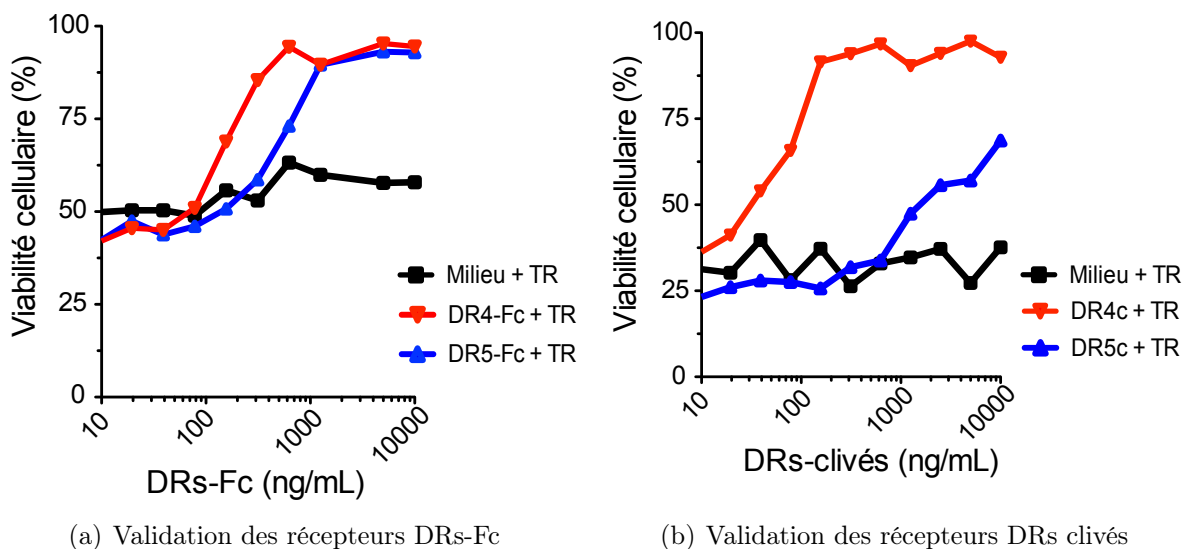 Viabilité cellulaire (%)
100
75
50
25
0
10
100
1000
10000
DRs-Fc (ng/mL)
Milieu + TR
DR4-Fc + TR
DR5-Fc + TR
(a) Validation des récepteurs DRs-Fc
Viabilité cellulaire (%)
100
75
50
25
0
10
100
1000
10000
DRs-clivés (ng/mL)
Milieu + TR
DR4c + TR
DR5c + TR
(b) Validation des récepteurs DRs clivés